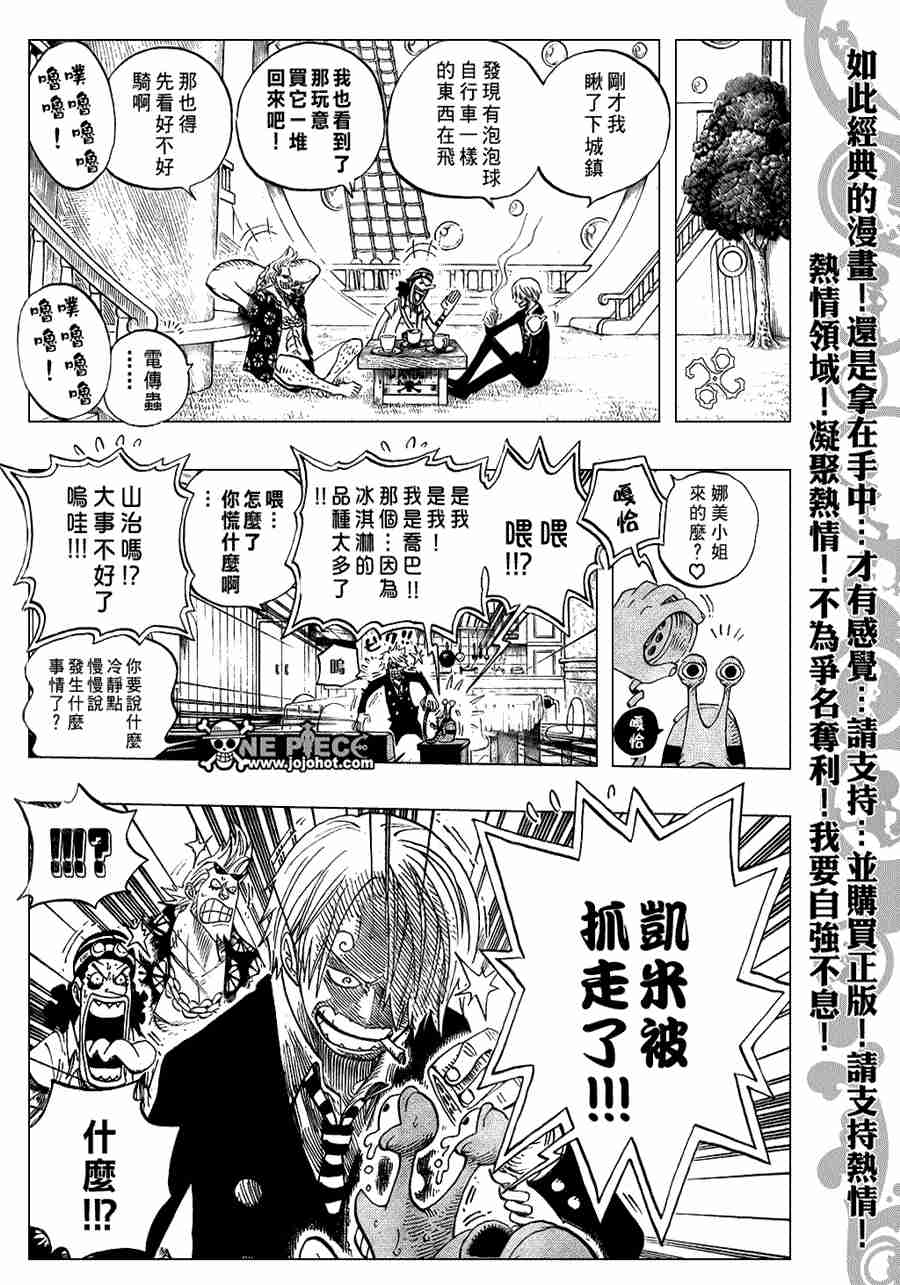 剛才我
瞅了下城鎮
發現有泡泡球
自行車一樣
的東西在飛
我也看到了
那玩意
買它一堆
回來吧！
那也得
先看好不好
騎啊
噗嚕嚕嚕
嚕嚕！
噗嚕嚕嚕
嚕嚕！
電傳蟲
……
娜美小姐
來的麼？♡
嘎恰
嘎恰
喂
喂
!!?
是我！
是我！
我是喬巴!!
那個…因為
冰淇淋的
品種太多了
!!
嗚
喂…
怎麼了
你慌什麼啊
…
山治嗎!?
大事不好了
嗚哇!!!
你要說什麼
冷靜點
慢慢說
發生什麼
事情了？
ONE PIECE
www.jojohot.com
凱米被
抓走了!!!
!!!?
什
麼!!?
如此經典的漫畫！還是拿在手中…才有感覺…請支持…並購買正版！請支持熱情！
熱情領域！凝聚熱情！不為爭名奪利！我要自強不息！